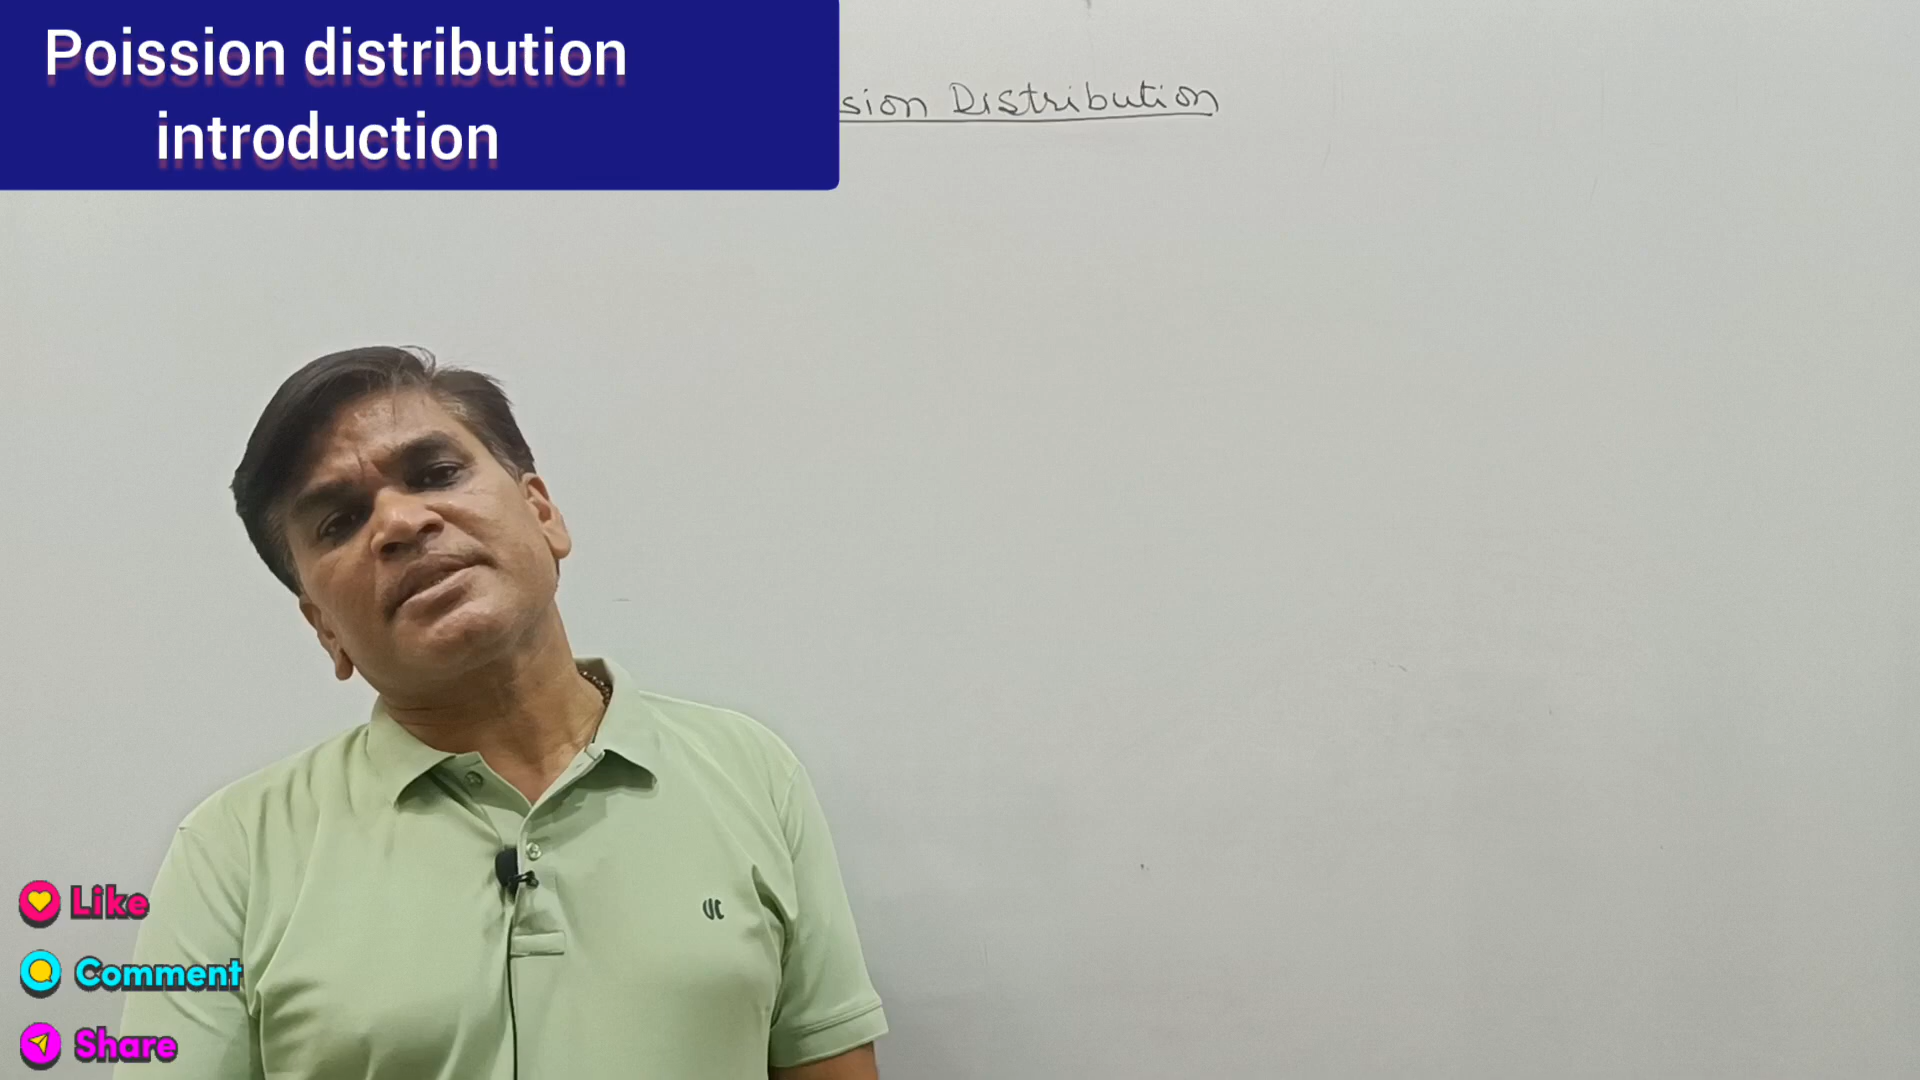 Poission distribution
introduction
sion Distribution
Like
Comment
Share